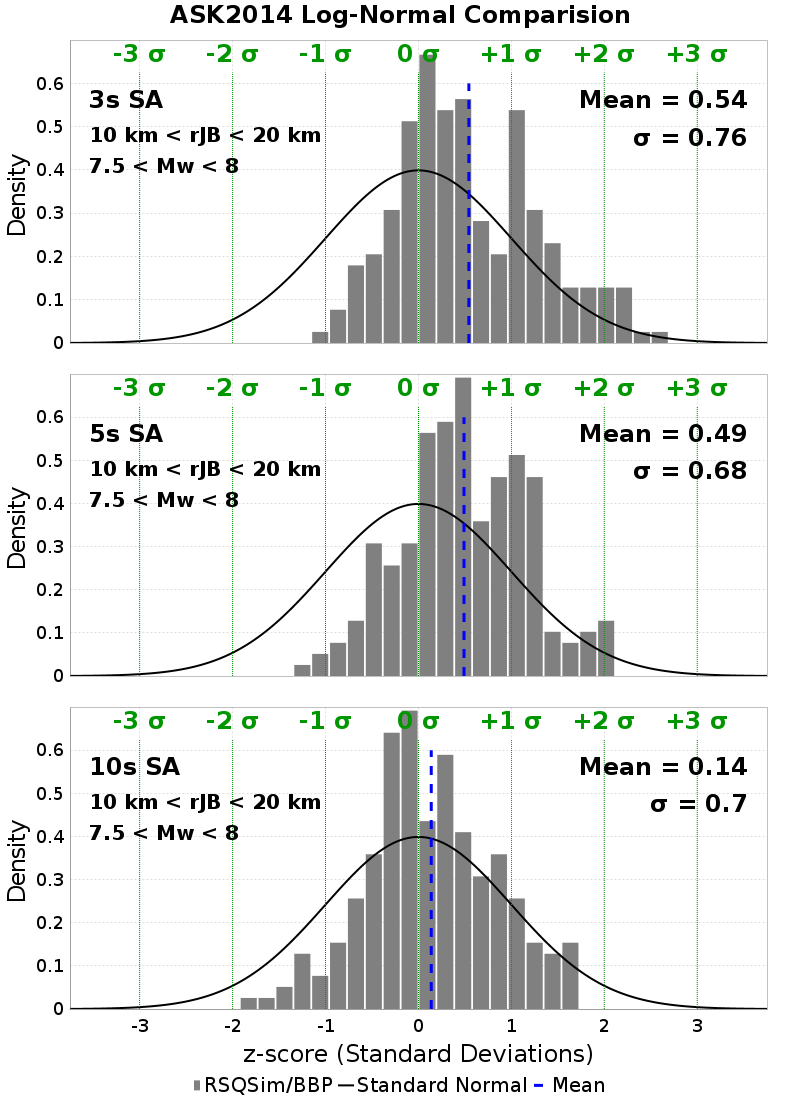 ASK2014 Log-Normal Comparision
-3 σ -2 σ -1 σ 0 σ +1 σ +2 σ +3 σ
3s SA
Mean = 0.54
10 km < rJB < 20 km
σ = 0.76
7.5 < Mw < 8
0.6
0.5
0.4
0.3
0.2
0.1
0
Density
-3 σ -2 σ -1 σ 0 σ +1 σ +2 σ +3 σ
5s SA
Mean = 0.49
10 km < rJB < 20 km
σ = 0.68
7.5 < Mw < 8
0.6
0.5
0.4
0.3
0.2
0.1
0
Density
-3 σ -2 σ -1 σ 0 σ +1 σ +2 σ +3 σ
10s SA
Mean = 0.14
10 km < rJB < 20 km
σ = 0.7
7.5 < Mw < 8
0.6
0.5
0.4
0.3
0.2
0.1
0
Density
-3 -2 -1 0 1 2 3
z-score (Standard Deviations)
RSQSim/BBP Standard Normal Mean